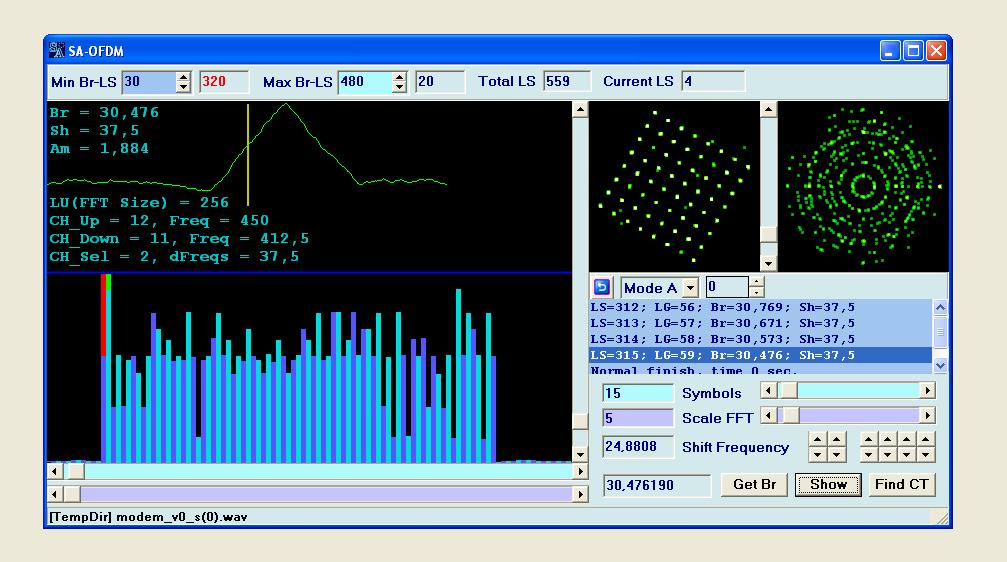 SA-OFDM
Min Br-LS 30 320 Max Br-LS 480 20 Total LS 559 Current LS 4
Br = 30,476
Sh = 37,5
Am = 1,884
LU(FFT Size) = 256
CH_Up = 12, Freq = 450
CH_Down = 11, Freq = 412,5
CH_Sel = 2, dFreqs = 37,5
Mode A 0
LS=312; LG=56; Br=30,769; Sh=37,5
LS=313; LG=57; Br=30,671; Sh=37,5
LS=314; LG=58; Br=30,573; Sh=37,5
LS=315; LG=59; Br=30,476; Sh=37,5
Normal finish. time 0 sec.
15 Symbols
5 Scale FFT
24,8808 Shift Frequency
30,476190 Get Br Show Find CT
[TempDir] modem_v0_s(0).wav